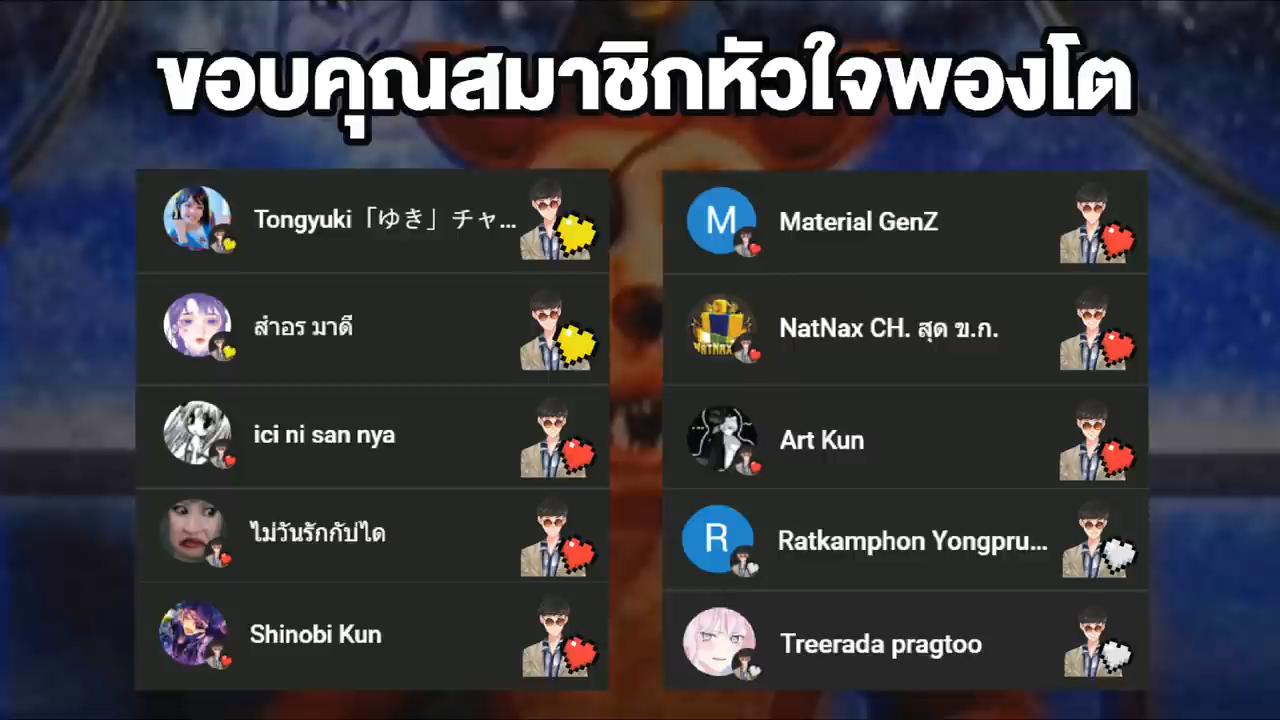 ขอบคุณสมาชิกหัวใจพองโต
Tongyuki「ゆき」チャ...
สำอร มาดี
ici ni san nya
ไม่วันรักกัปได
Shinobi Kun
M
Material GenZ
NATNAX
NatNax CH. สุด ข.ก.
Art Kun
R
Ratkamphon Yongpru...
Treerada pragtoo